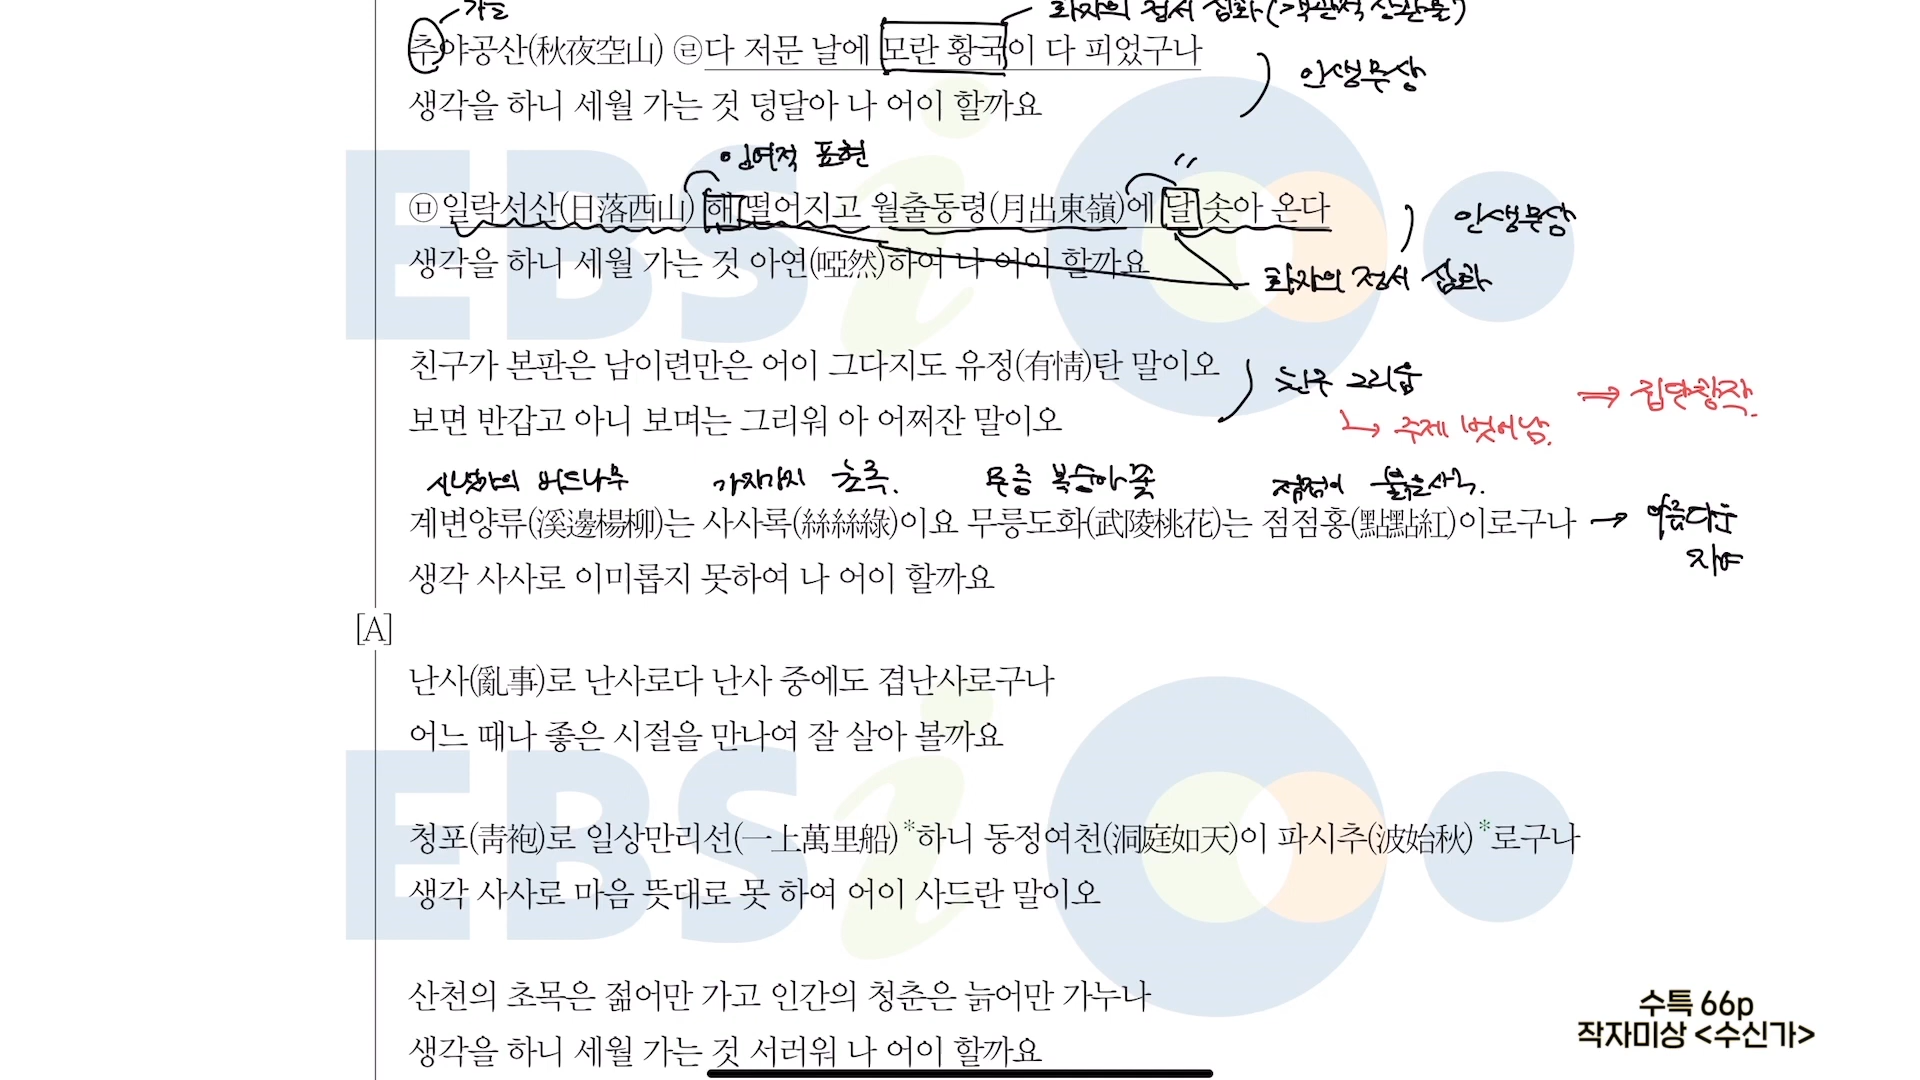 가을
화자의 정서 심화(객관적 상관물)
추야공산(秋夜空山) ㉣다 저문 날에 모란 황국이 다 피었구나
인생무상
생각을 하니 세월 가는 것 덩달아 나 어이 할까요
잉여적 표현
〃
㉤일락서산(日落西山)해 떨어지고 월출동령(月出東嶺)에 달 솟아 온다
인생무상
생각을 하니 세월 가는 것 아연(啞然)하여 나 어이 할까요
화자의 정서 심화
친구가 본판은 남이련만은 어이 그다지도 유정(有情)탄 말이오
친구 그리움
⇒ 집단창작.
보면 반갑고 아니 보며는 그리워 아 어쩌잔 말이오
↳ 주제 벗어남.
시냇가의 버드나무 가지가지 초록. 무릉 복숭아꽃 점점이 붉은색.
계변양류(溪邊楊柳)는 사사록(絲絲綠)이요 무릉도화(武陵桃花)는 점점홍(點點紅)이로구나 → 아름다운
자연
생각 사사로 이미롭지 못하여 나 어이 할까요
[A]
난사(亂事)로 난사로다 난사 중에도 겹난사로구나
어느 때나 좋은 시절을 만나여 잘 살아 볼까요
청포(靑袍)로 일상만리선(一上萬里船)*하니 동정여천(洞庭如天)이 파시추(波始秋)*로구나
생각 사사로 마음 뜻대로 못 하여 어이 사드란 말이오
산천의 초목은 젊어만 가고 인간의 청춘은 늙어만 가누나
생각을 하니 세월 가는 것 서러워 나 어이 할까요
수특 66p
작자미상 <수신가>
EBSi
EBSi